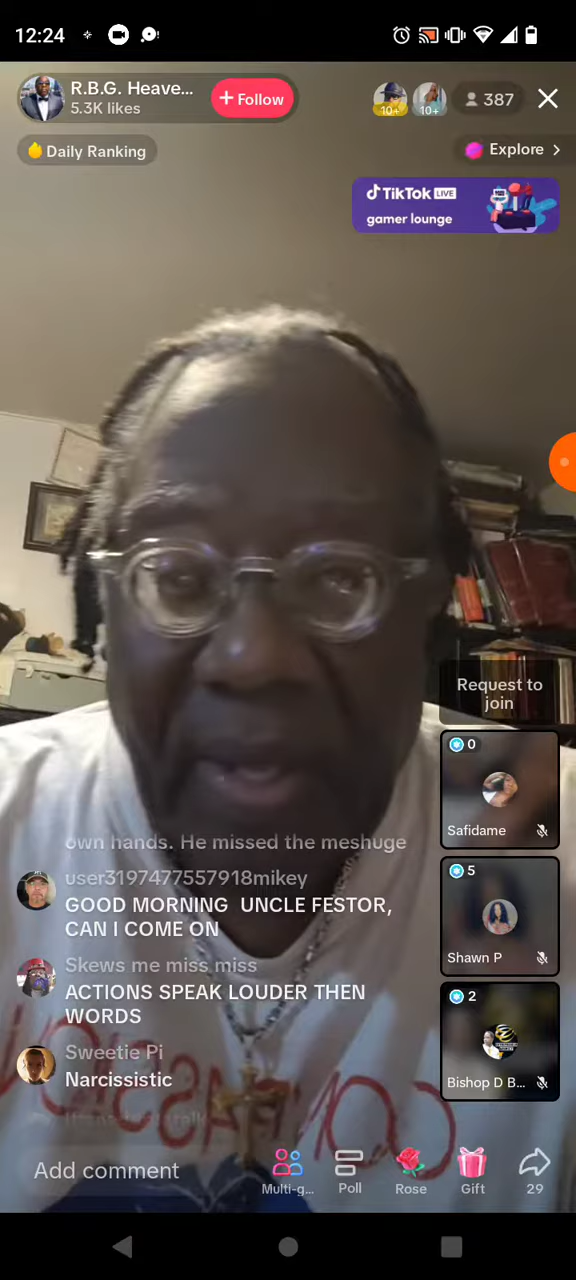 12:24
R.B.G. Heave...
5.3K likes
+ Follow
10+
10+
387
Daily Ranking
Explore >
TikTok LIVE
gamer lounge
Request to
join
0
Safidame
5
Shawn P
2
Bishop D B...
own hands. He missed the meshuge
user3197477557918mikey
GOOD MORNING UNCLE FESTOR,
CAN I COME ON
Skews me miss miss
ACTIONS SPEAK LOUDER THEN
WORDS
Sweetie Pi
Narcissistic
Add comment
Multi-g...
Poll
Rose
Gift
29